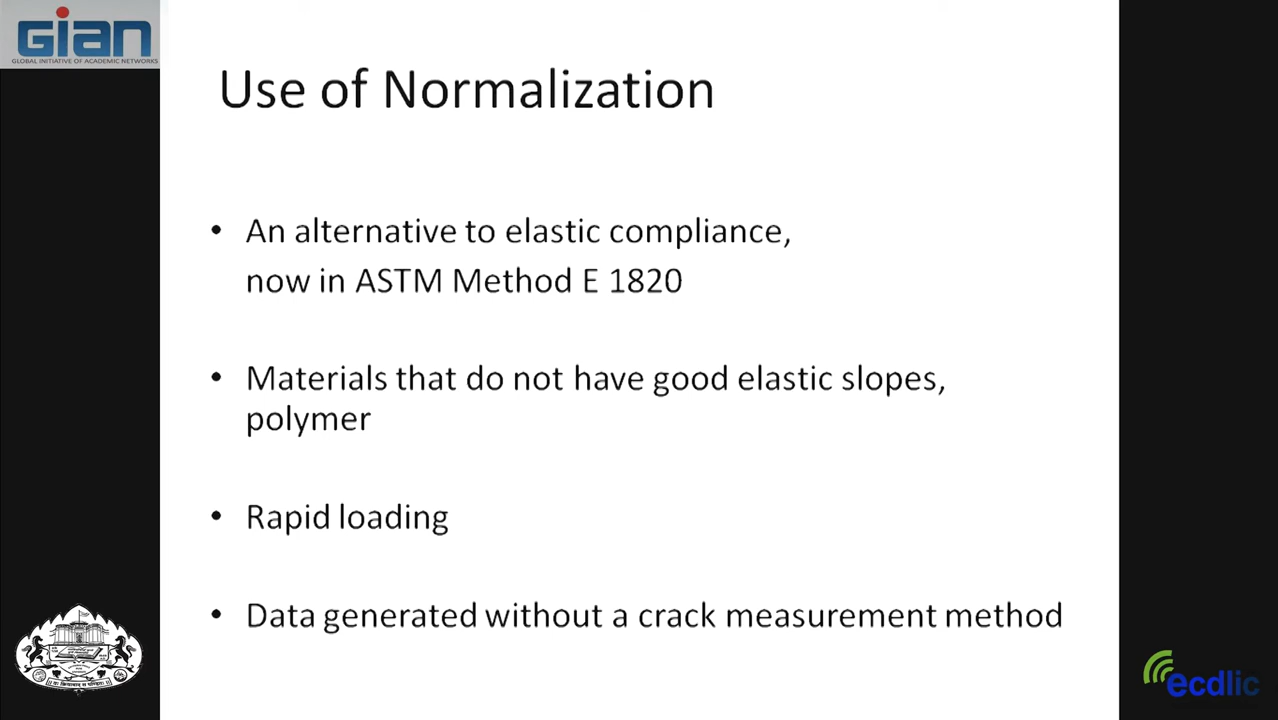 GIAN
GLOBAL INITIATIVE OF ACADEMIC NETWORKS
Use of Normalization
• An alternative to elastic compliance,
now in ASTM Method E 1820
• Materials that do not have good elastic slopes,
polymer
• Rapid loading
• Data generated without a crack measurement method
ecdlic